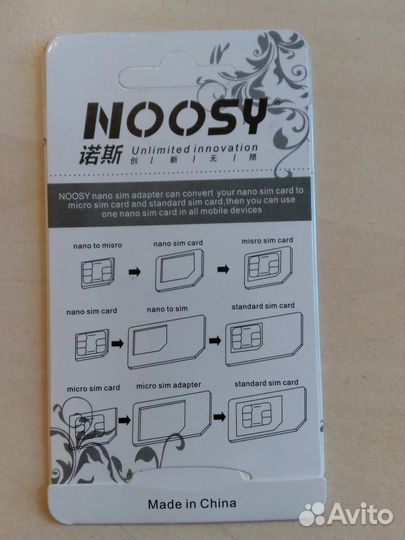 NOOSY®
诺斯 Unlimited innovation
创 / 新 / 无 / 限
NOOSY nano sim adapter can convert your nano sim card to
micro sim card and standard sim card,then you can use
one nano sim card in all mobile devices
nano to misro nano sim card misro sim card
nano sim card nano to sim standard sim card
micro sim card micro sim adapter standard sim card
Made in China
Avito